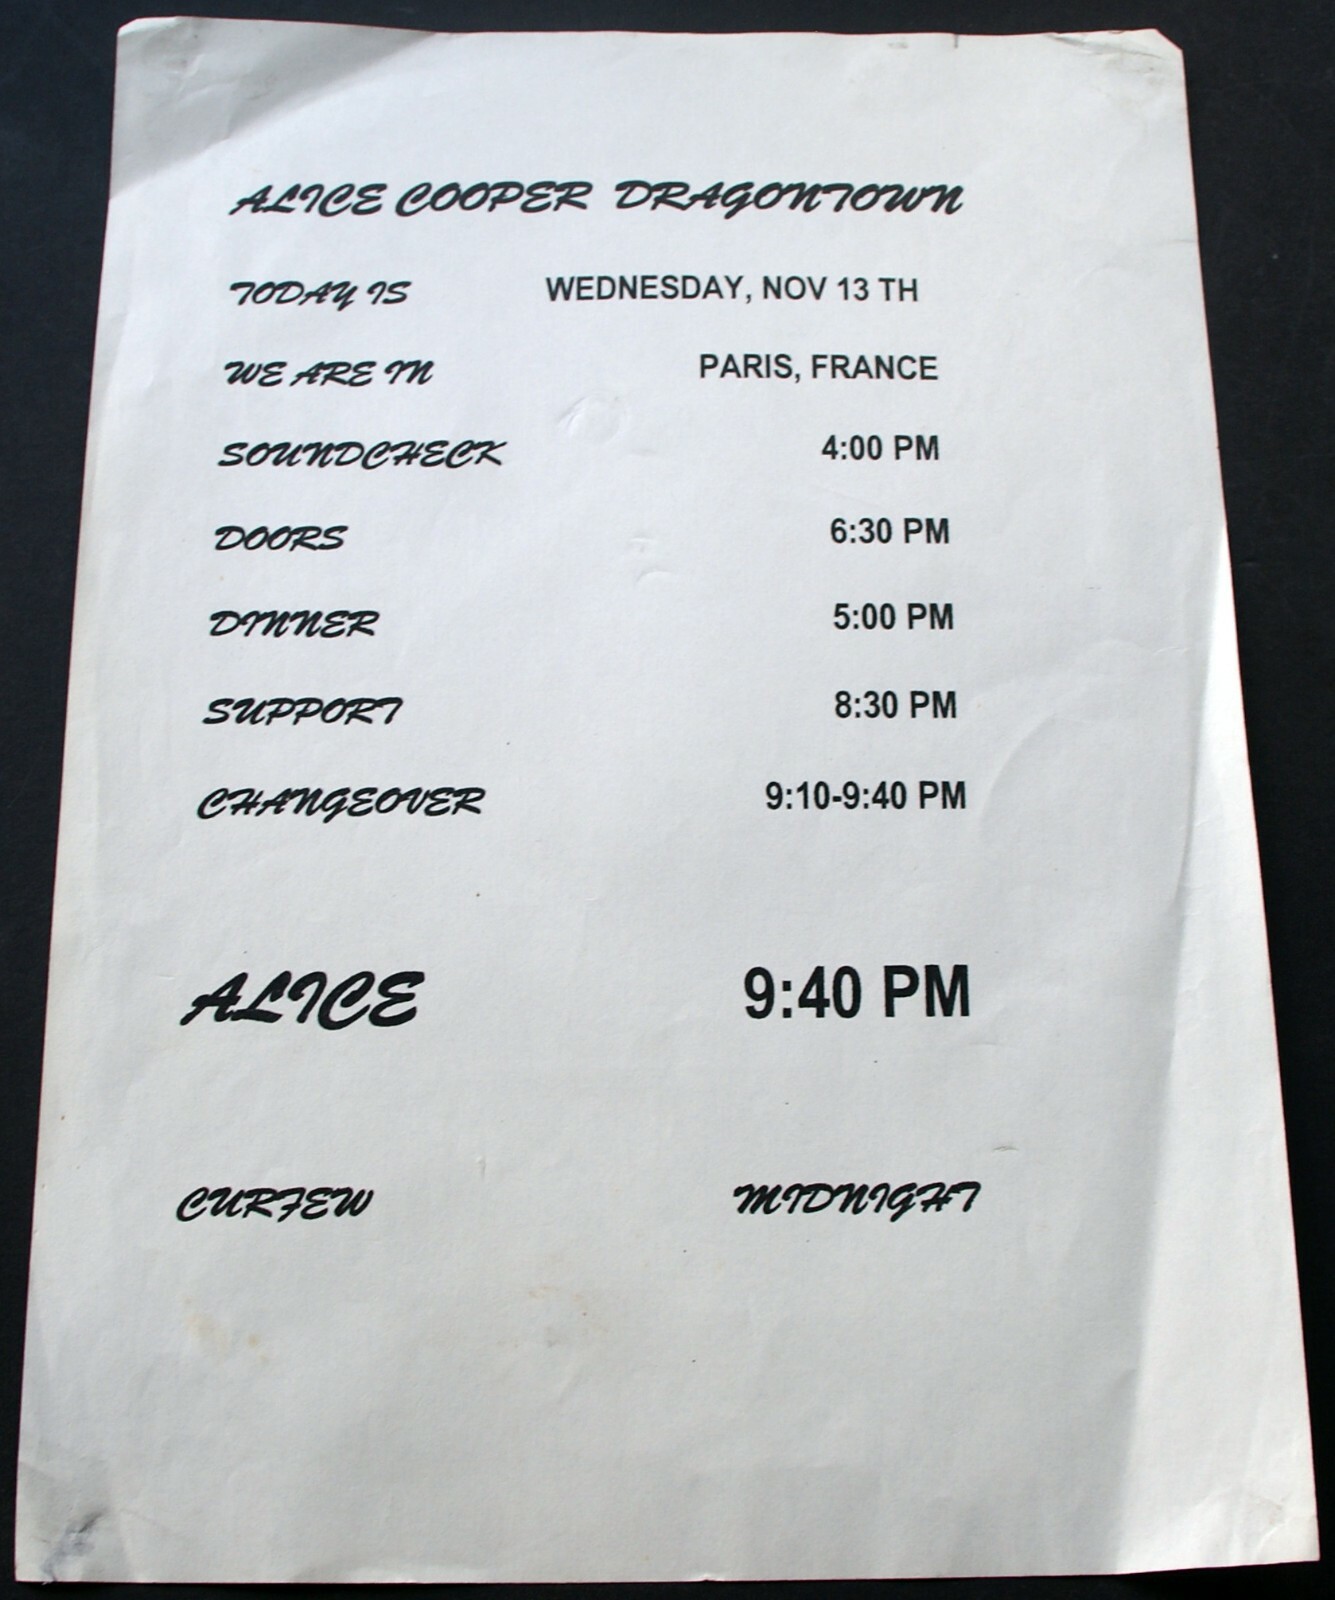 ALICE COOPER DRAGONTOWN
TODAY IS WEDNESDAY, NOV 13 TH
WE ARE IN PARIS, FRANCE
SOUNDCHECK 4:00 PM
DOORS 6:30 PM
DINNER 5:00 PM
SUPPORT 8:30 PM
CHANGEOVER 9:10-9:40 PM
ALICE 9:40 PM
CURFEW MIDNIGHT